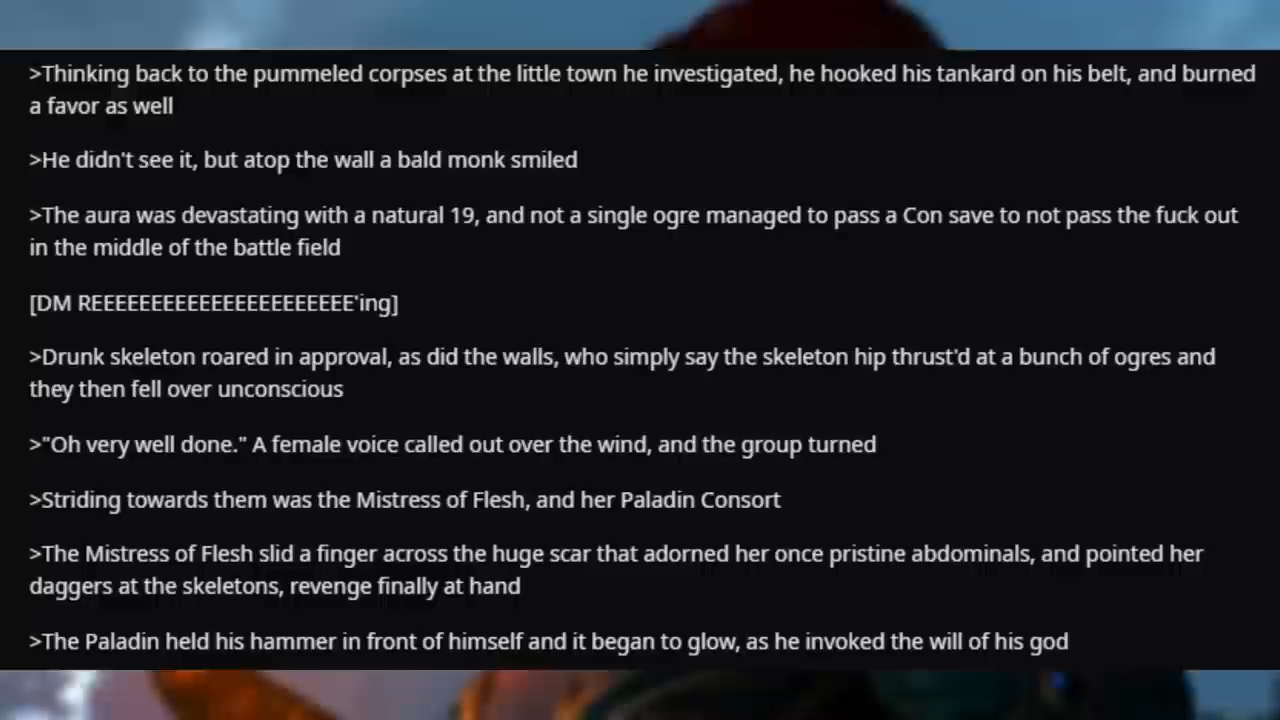 >Thinking back to the pummeled corpses at the little town he investigated, he hooked his tankard on his belt, and burned
a favor as well
>He didn't see it, but atop the wall a bald monk smiled
>The aura was devastating with a natural 19, and not a single ogre managed to pass a Con save to not pass the fuck out
in the middle of the battle field
[DM REEEEEEEEEEEEEEEEEEEEEE'ing]
>Drunk skeleton roared in approval, as did the walls, who simply say the skeleton hip thrust'd at a bunch of ogres and
they then fell over unconscious
>"Oh very well done." A female voice called out over the wind, and the group turned
>Striding towards them was the Mistress of Flesh, and her Paladin Consort
>The Mistress of Flesh slid a finger across the huge scar that adorned her once pristine abdominals, and pointed her
daggers at the skeletons, revenge finally at hand
>The Paladin held his hammer in front of himself and it began to glow, as he invoked the will of his god